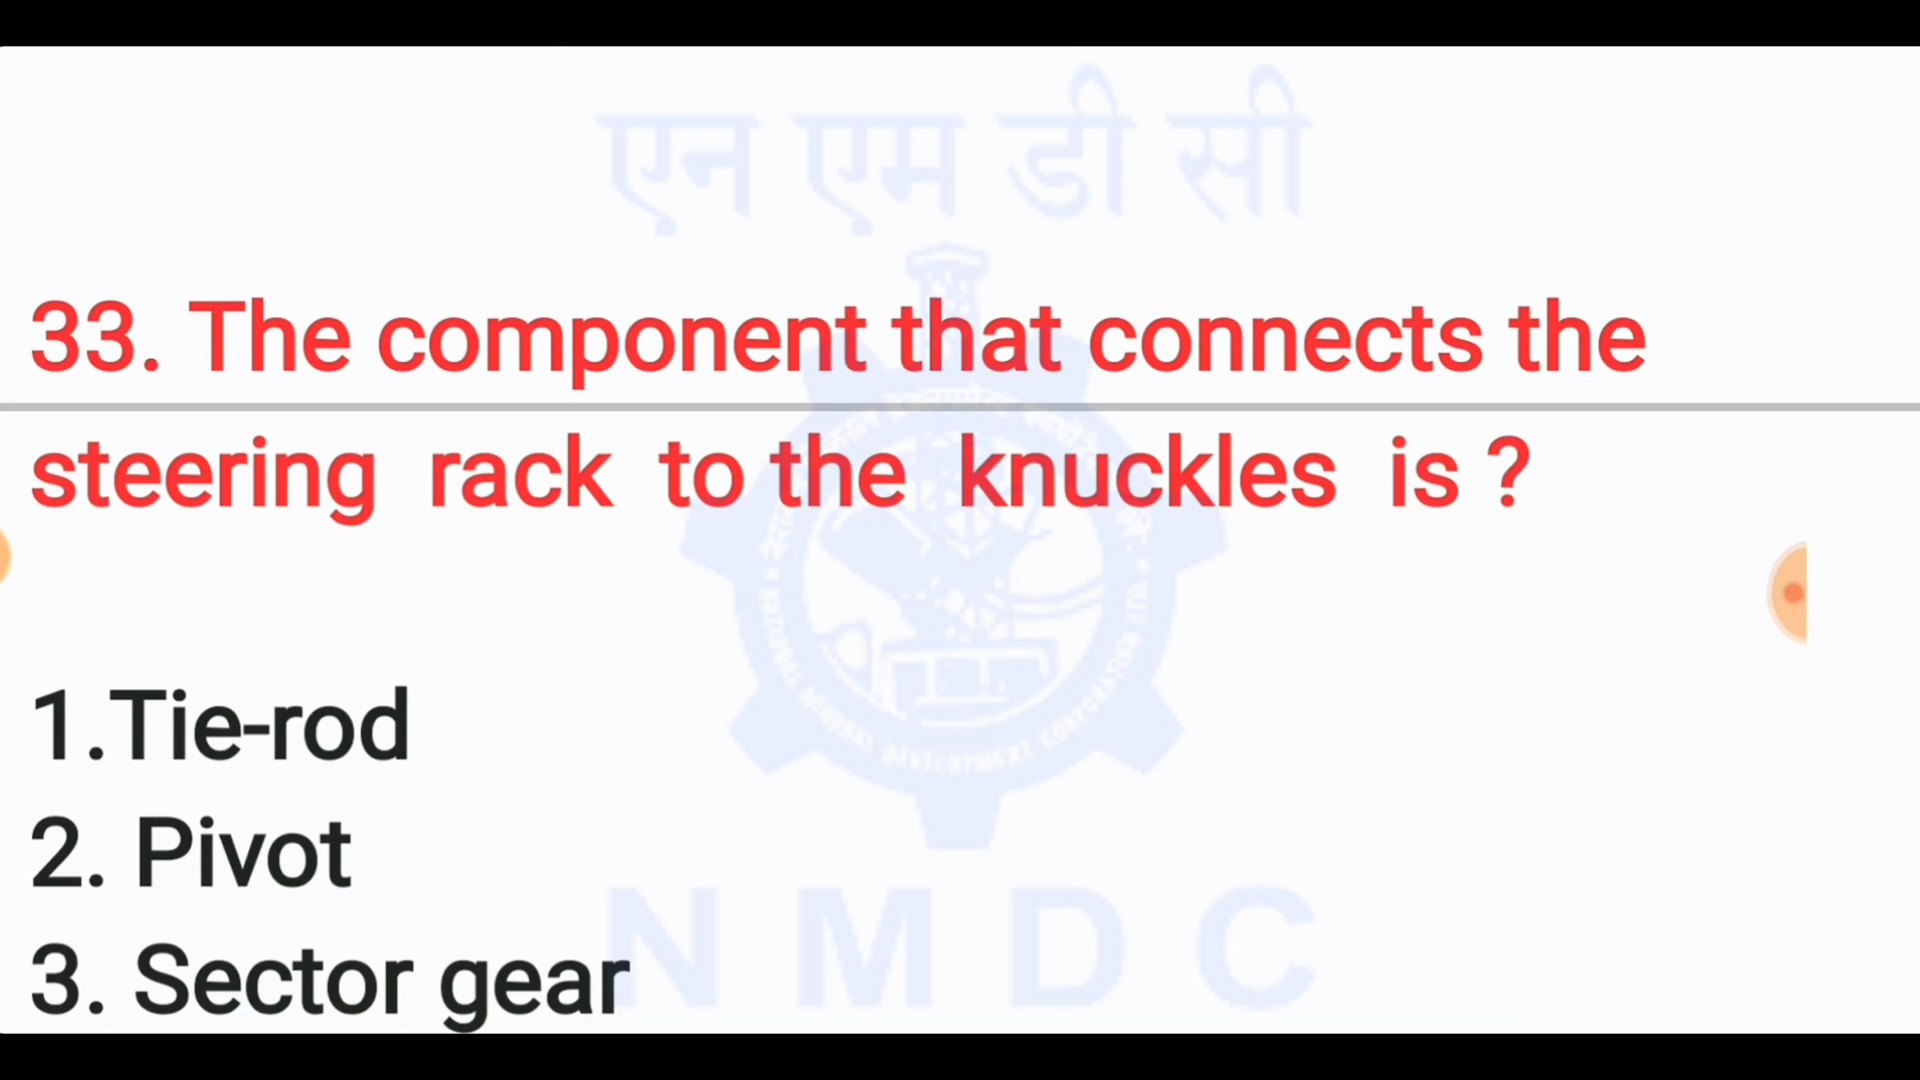 एन एम डी सी
33. The component that connects the
steering rack to the knuckles is ?
1.Tie-rod
2. Pivot
3. Sector gear
NMDC